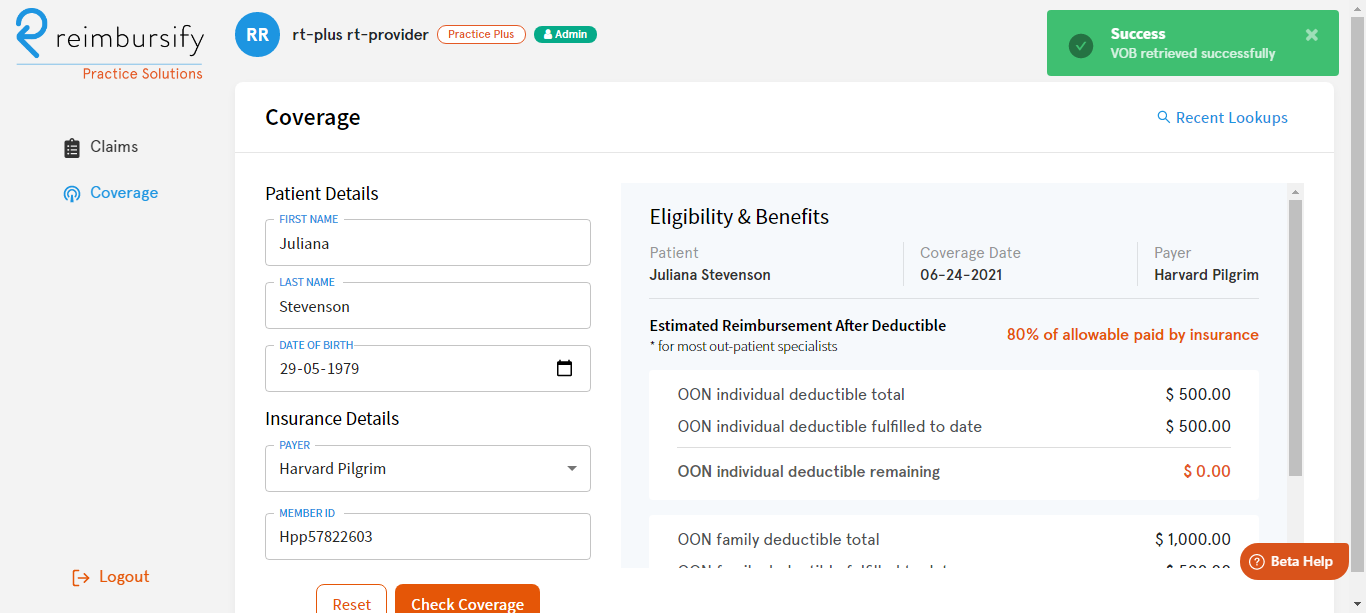 reimbursify
Practice Solutions
RR
rt-plus rt-provider
Practice Plus
Admin
Success
VOB retrieved successfully
Claims
Coverage
Logout
Coverage
Recent Lookups
Patient Details
FIRST NAME
Juliana
LAST NAME
Stevenson
DATE OF BIRTH
29-05-1979
Insurance Details
PAYER
Harvard Pilgrim
MEMBER ID
Hpp57822603
Reset
Check Coverage
Eligibility & Benefits
Patient
Juliana Stevenson
Coverage Date
06-24-2021
Payer
Harvard Pilgrim
Estimated Reimbursement After Deductible
* for most out-patient specialists
80% of allowable paid by insurance
OON individual deductible total $ 500.00
OON individual deductible fulfilled to date $ 500.00
OON individual deductible remaining $ 0.00
OON family deductible total $ 1,000.00
Beta Help